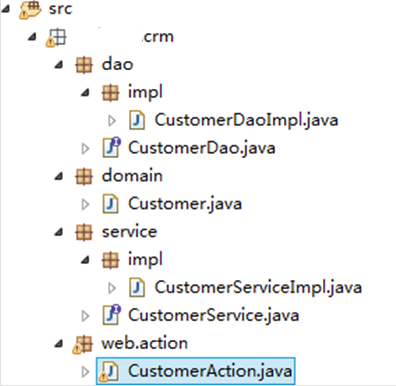 src
.crm
dao
impl
CustomerDaoImpl.java
CustomerDao.java
domain
Customer.java
service
impl
CustomerServiceImpl.java
CustomerService.java
web.action
CustomerAction.java